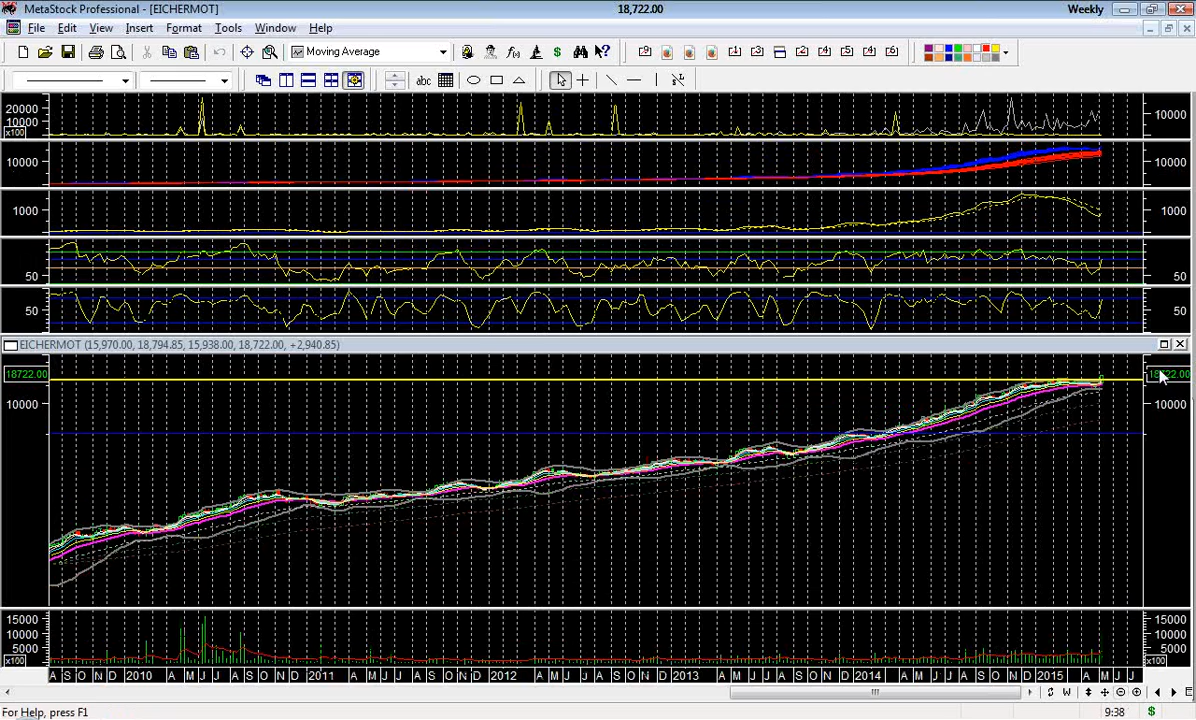 MetaStock Professional - [EICHERMOT]
18,722.00
Weekly
File Edit View Insert Format Tools Window Help
Moving Average
abc
20000
10000
x100
10000
10000
10000
1000
1000
50
50
50
50
EICHERMOT (15,970.00, 18,794.85, 15,938.00, 18,722.00, +2,940.85)
18722.00
10000
10000
15000
10000
5000
x100
15000
10000
5000
x100
A S O N D 2010 A M J J A S O N D 2011 A M J J A S O N D 2012 A M J J A S O N D 2013 A M J J A S O N D 2014 A M J J A S O N D 2015 A M J J
For Help, press F1
9:38